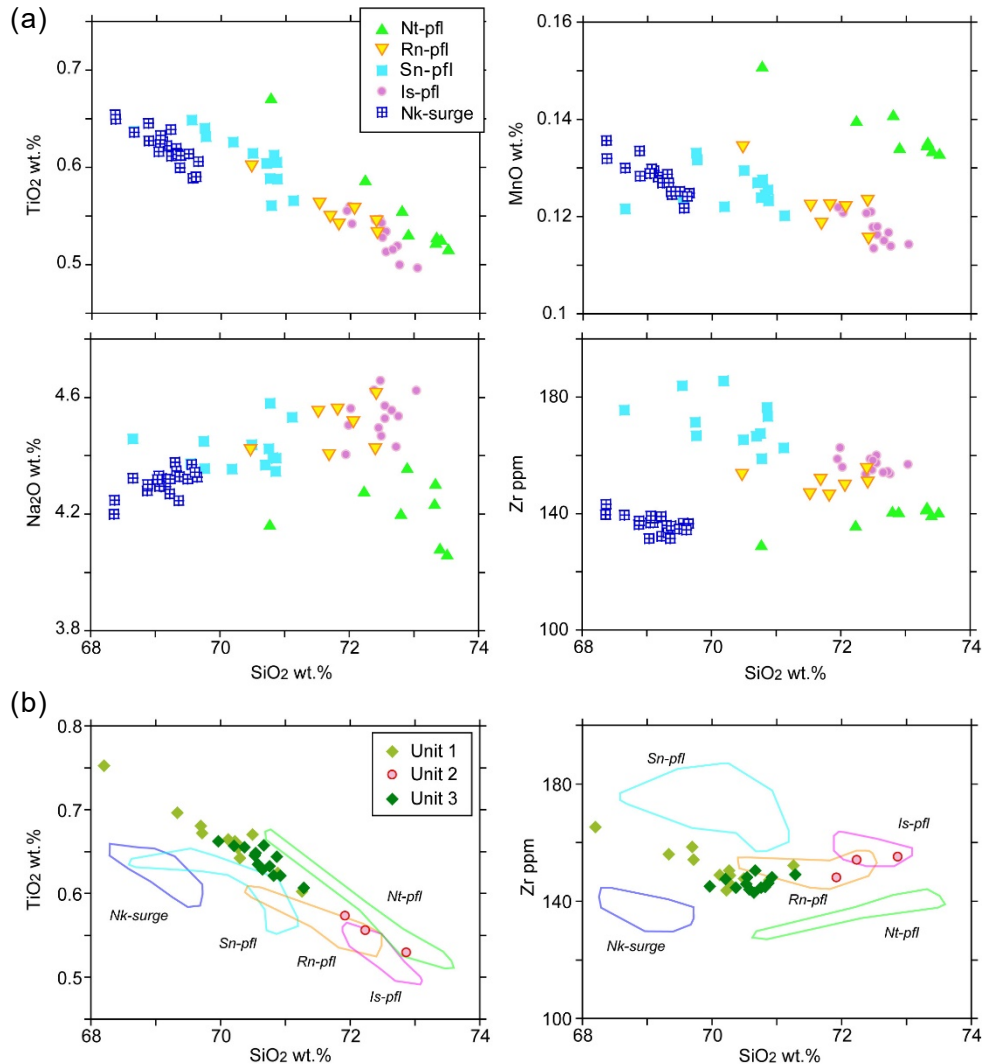 (a)
0.7
0.6
0.5
TiO2 wt.%
Nt-pfl
Rn-pfl
Sn-pfl
Is-pfl
Nk-surge
0.16
0.14
0.12
0.1
MnO wt.%
4.6
4.2
3.8
Na2O wt.%
68
70
72
74
SiO2 wt.%
180
140
100
Zr ppm
68
70
72
74
SiO2 wt.%
(b)
0.8
0.7
0.6
0.5
TiO2 wt.%
Unit 1
Unit 2
Unit 3
Nk-surge
Sn-pfl
Rn-pfl
Is-pfl
Nt-pfl
68
70
72
74
SiO2 wt.%
180
140
100
Zr ppm
Sn-pfl
Is-pfl
Rn-pfl
Nk-surge
Nt-pfl
68
70
72
74
SiO2 wt.%